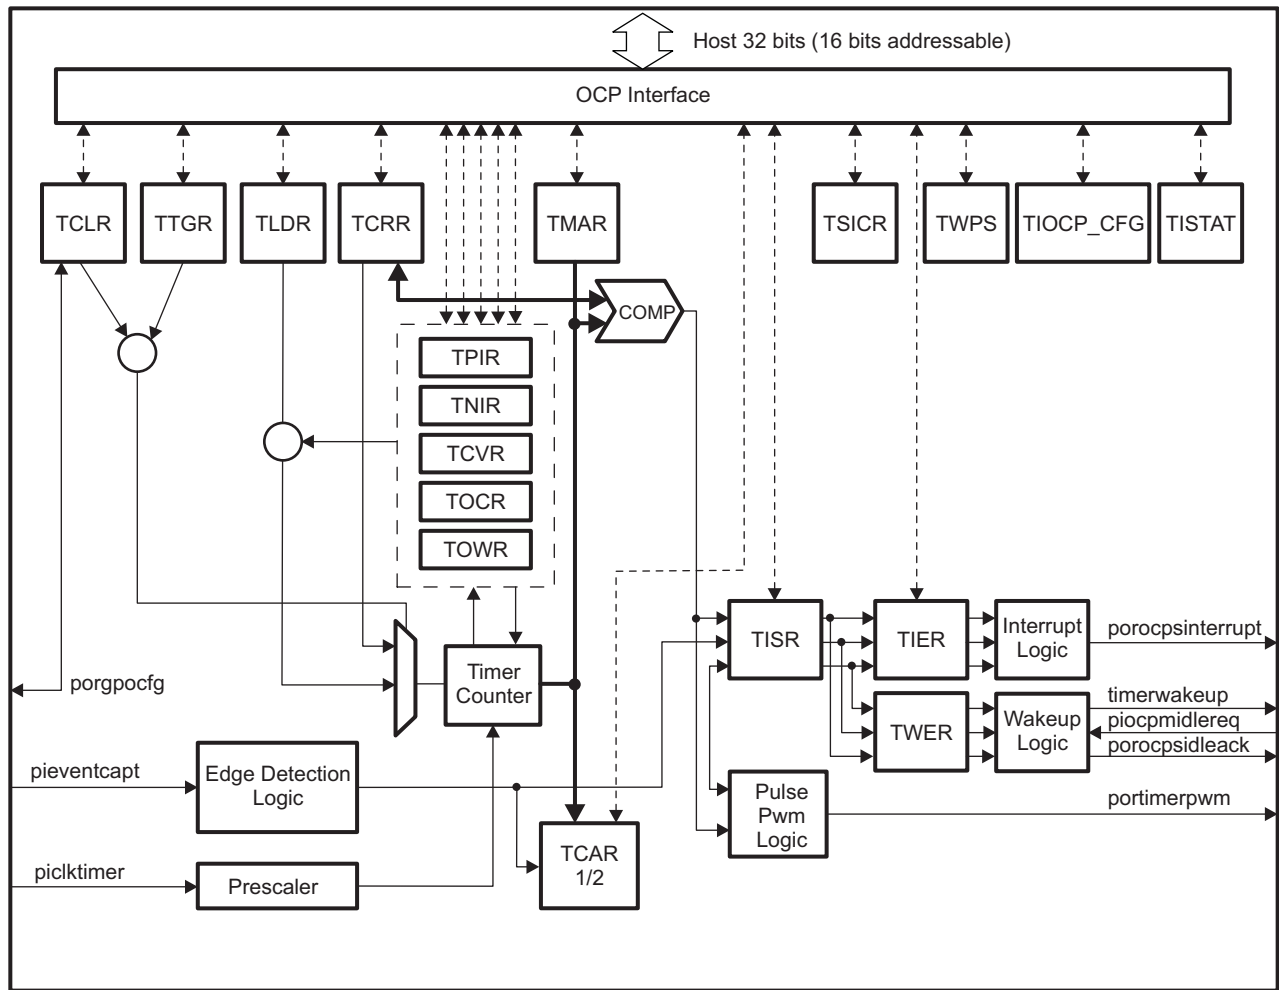 Host 32 bits (16 bits addressable)
OCP Interface
TCLR
TTGR
TLDR
TCRR
TMAR
TSICR
TWPS
TIOCP_CFG
TISTAT
COMP
TPIR
TNIR
TCVR
TOCR
TOWR
TISR
TIER
Interrupt
Logic
porocpsinterrupt
Timer
Counter
porgpocfg
TWER
Wakeup
Logic
timerwakeup
piocpmidlereq
porocpsidleack
pieventcapt
Edge Detection
Logic
Pulse
Pwm
Logic
portimerpwm
TCAR
1/2
piclktimer
Prescaler